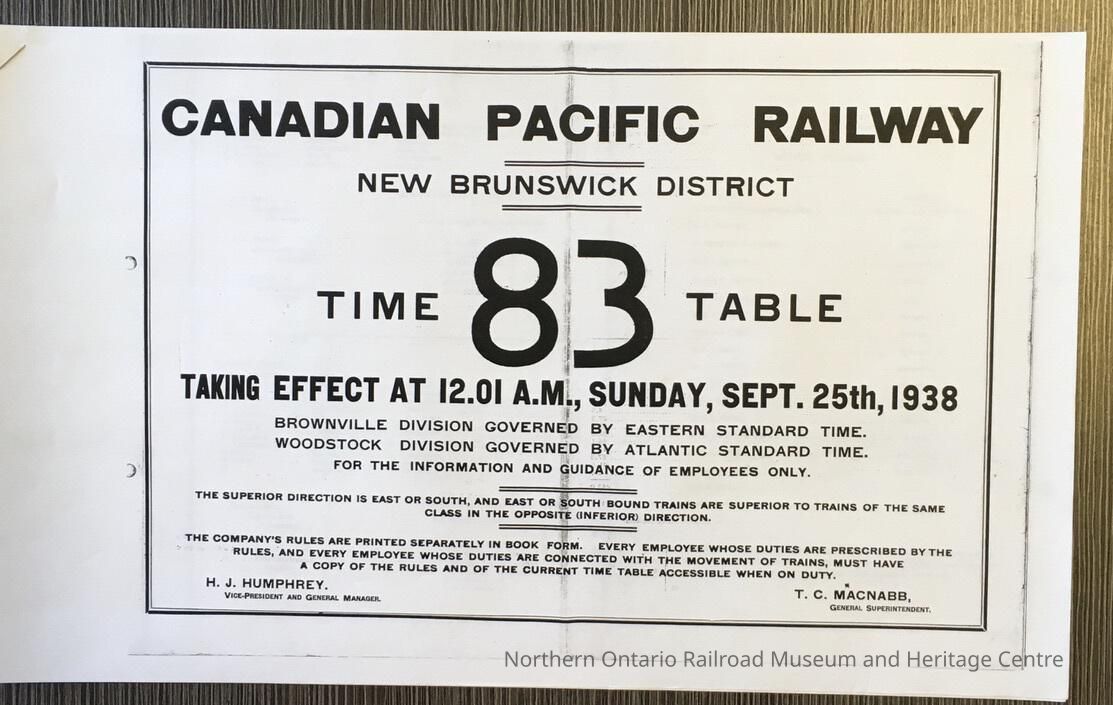 CANADIAN PACIFIC RAILWAY
NEW BRUNSWICK DISTRICT
TIME 83 TABLE
TAKING EFFECT AT 12.01 A.M., SUNDAY, SEPT. 25th, 1938
BROWNVILLE DIVISION GOVERNED BY EASTERN STANDARD TIME.
WOODSTOCK DIVISION GOVERNED BY ATLANTIC STANDARD TIME.
FOR THE INFORMATION AND GUIDANCE OF EMPLOYEES ONLY.
THE SUPERIOR DIRECTION IS EAST OR SOUTH, AND EAST OR SOUTH BOUND TRAINS ARE SUPERIOR TO TRAINS OF THE SAME
CLASS IN THE OPPOSITE (INFERIOR) DIRECTION.
THE COMPANY'S RULES ARE PRINTED SEPARATELY IN BOOK FORM. EVERY EMPLOYEE WHOSE DUTIES ARE PRESCRIBED BY THE
RULES, AND EVERY EMPLOYEE WHOSE DUTIES ARE CONNECTED WITH THE MOVEMENT OF TRAINS, MUST HAVE
A COPY OF THE RULES AND OF THE CURRENT TIME TABLE ACCESSIBLE WHEN ON DUTY.
H. J. HUMPHREY.
VICE-PRESIDENT AND GENERAL MANAGER.
T. C. MACNABB,
GENERAL SUPERINTENDENT.
Northern Ontario Railroad Museum and Heritage Centre